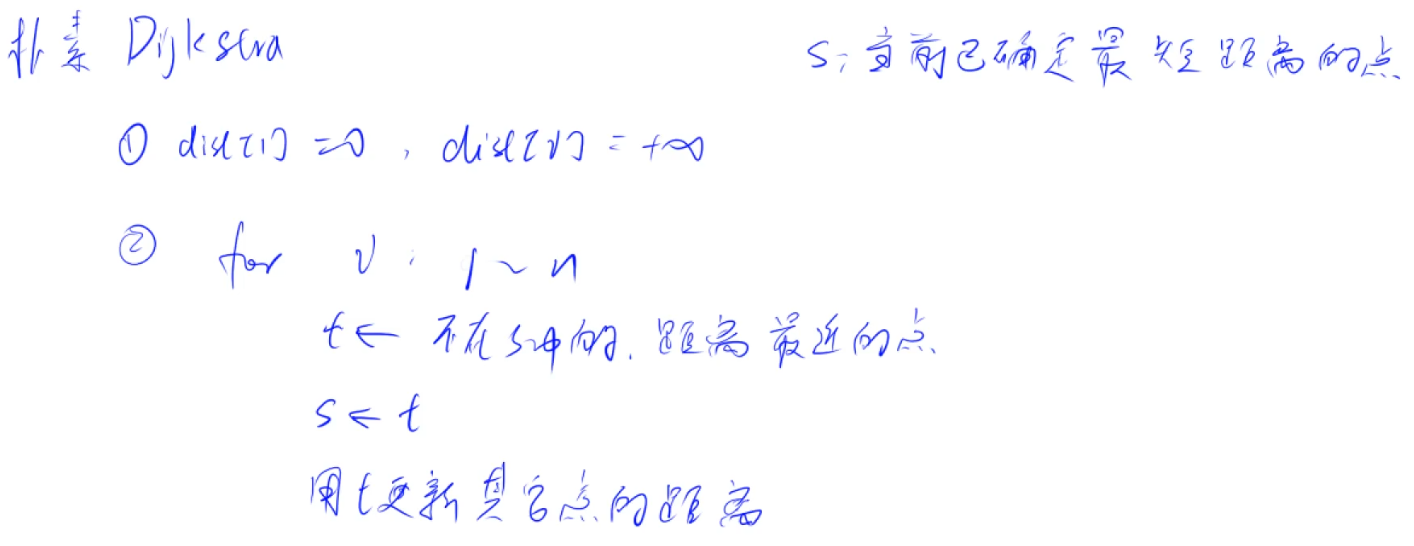 朴素 Dijkstra
s: 当前已确定最短距离的点
① dist[1] = 0, dist[v] = +∞
② for v: 1~n
t ← 不在s中的, 距离最近的点
s ← t
用t更新其它点的距离